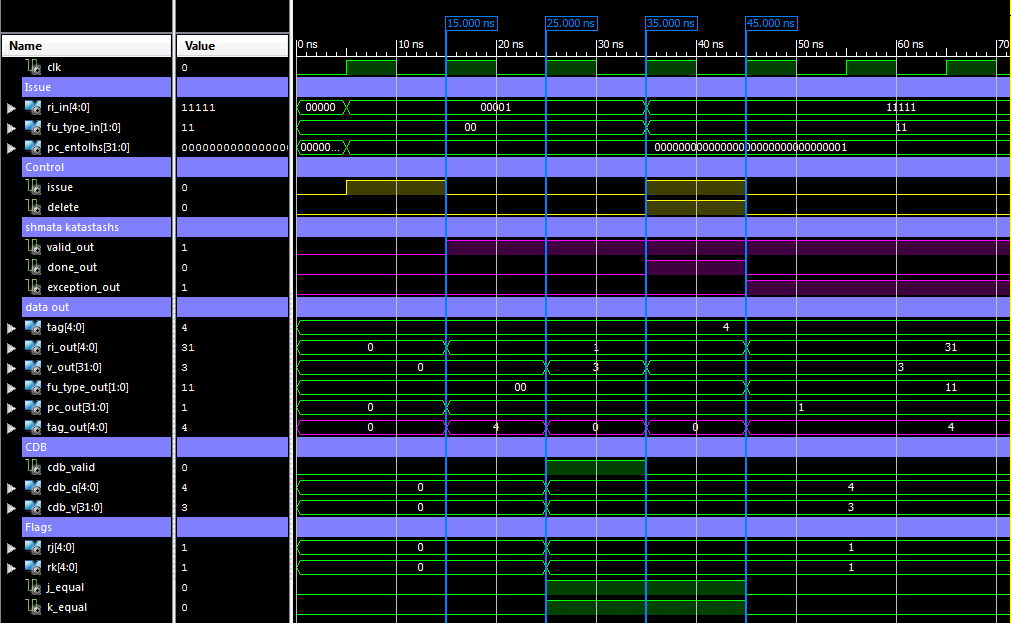 15.000 ns 25.000 ns 35.000 ns 45.000 ns
Name Value 0 ns 10 ns 20 ns 30 ns 40 ns 50 ns 60 ns 70
clk 0
Issue
ri_in[4:0] 11111 00000 00001 11111
fu_type_in[1:0] 11 00 11
pc_entolhs[31:0] 0000000000000000 00000... 00000000000000000000000000000001
Control
issue 0
delete 0
shmata katastashs
valid_out 1
done_out 0
exception_out 1
data out
tag[4:0] 4 4
ri_out[4:0] 31 0 1 31
v_out[31:0] 3 0 3 3
fu_type_out[1:0] 11 00 11
pc_out[31:0] 1 0 1
tag_out[4:0] 4 0 4 0 0 4
CDB
cdb_valid 0
cdb_q[4:0] 4 0 4
cdb_v[31:0] 3 0 3
Flags
rj[4:0] 1 0 1
rk[4:0] 1 0 1
j_equal 0
k_equal 0